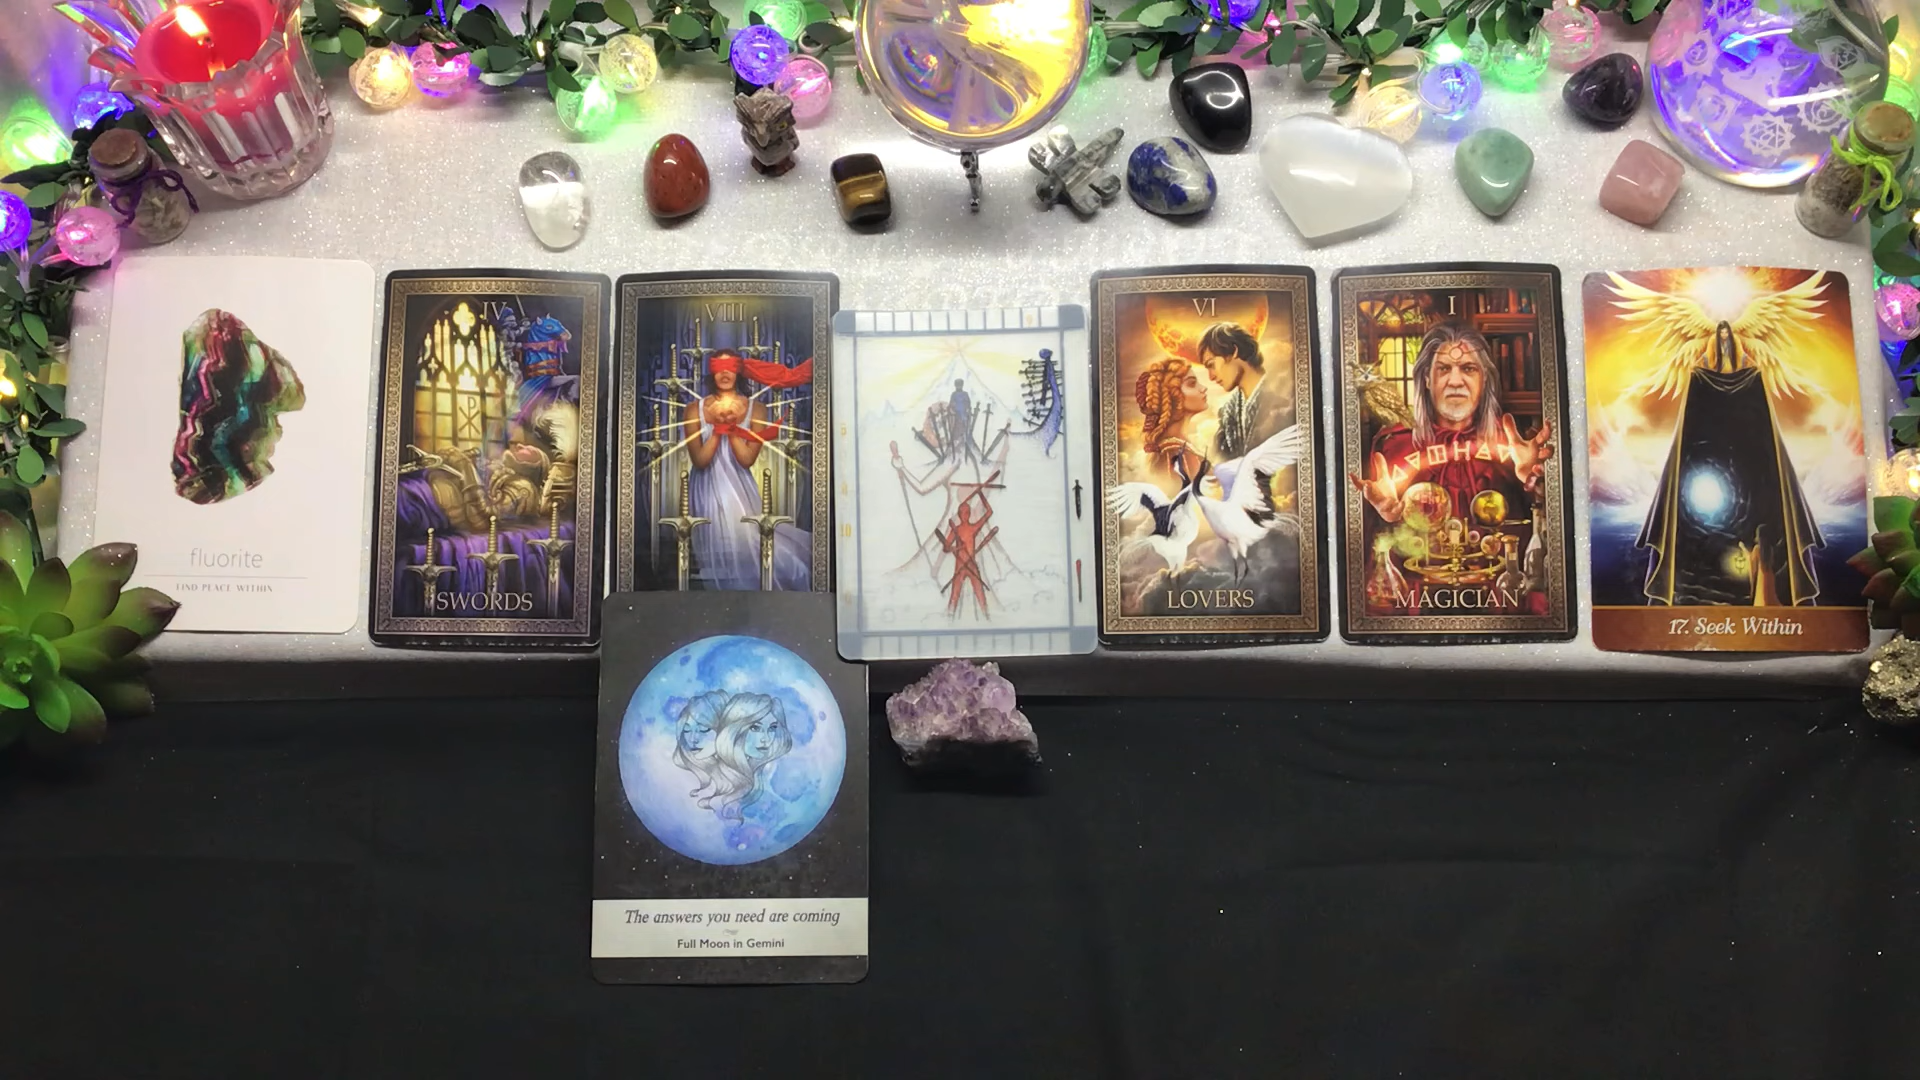 fluorite
FIND PEACE WITHIN
IV
SWORDS
VIII
VI
LOVERS
I
MAGICIAN
17. Seek Within
The answers you need are coming
Full Moon in Gemini